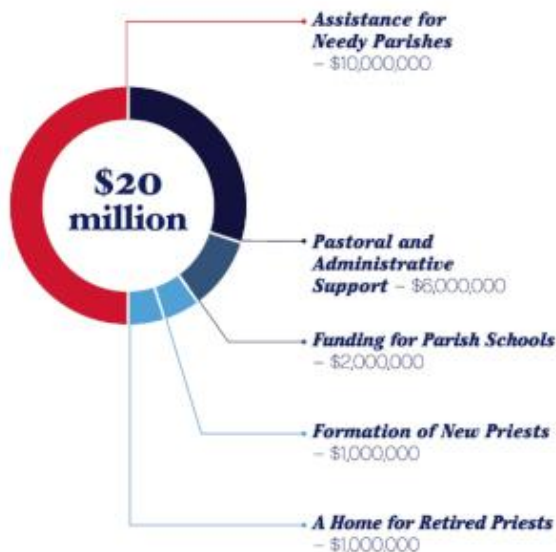 Assistance for
Needy Parishes
– $10,000,000
$20
million
Pastoral and
Administrative
Support – $6,000,000
Funding for Parish Schools
– $2,000,000
Formation of New Priests
– $1,000,000
A Home for Retired Priests
– $1,000,000